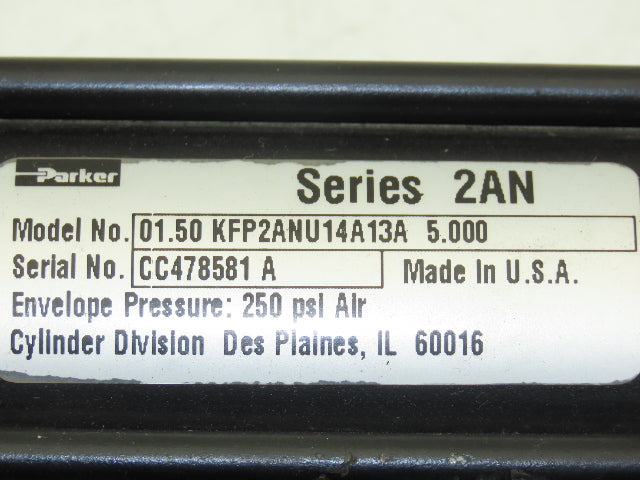 Parker Series 2AN
Model No. 01.50 KFP2ANU14A13A 5.000
Serial No. CC478581 A Made In U.S.A.
Envelope Pressure: 250 psi Air
Cylinder Division Des Plaines, IL 60016